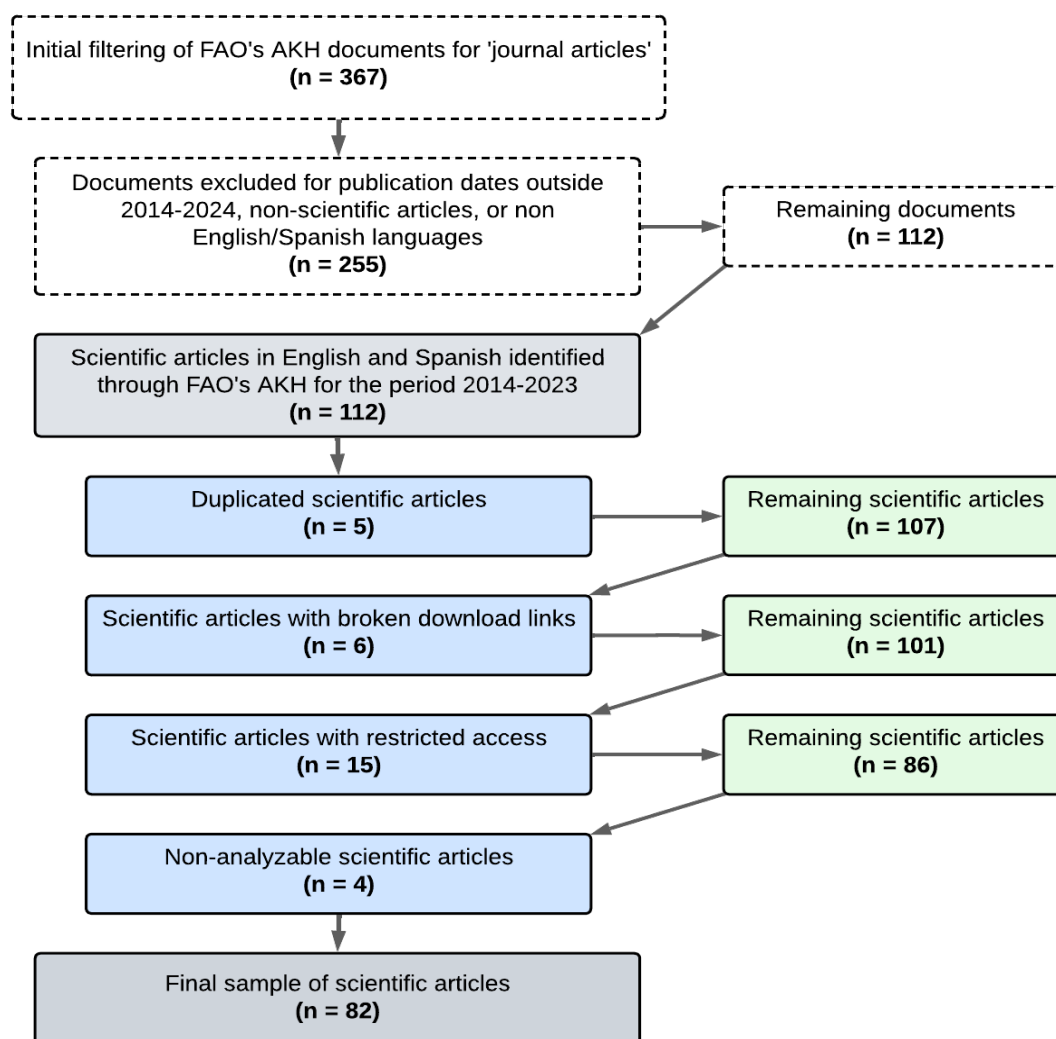 Initial filtering of FAO's AKH documents for 'journal articles'
(n = 367)
Documents excluded for publication dates outside
2014-2024, non-scientific articles, or non
English/Spanish languages
(n = 255)
Remaining documents
(n = 112)
Scientific articles in English and Spanish identified
through FAO's AKH for the period 2014-2023
(n = 112)
Duplicated scientific articles
(n = 5)
Remaining scientific articles
(n = 107)
Scientific articles with broken download links
(n = 6)
Remaining scientific articles
(n = 101)
Scientific articles with restricted access
(n = 15)
Remaining scientific articles
(n = 86)
Non-analyzable scientific articles
(n = 4)
Final sample of scientific articles
(n = 82)